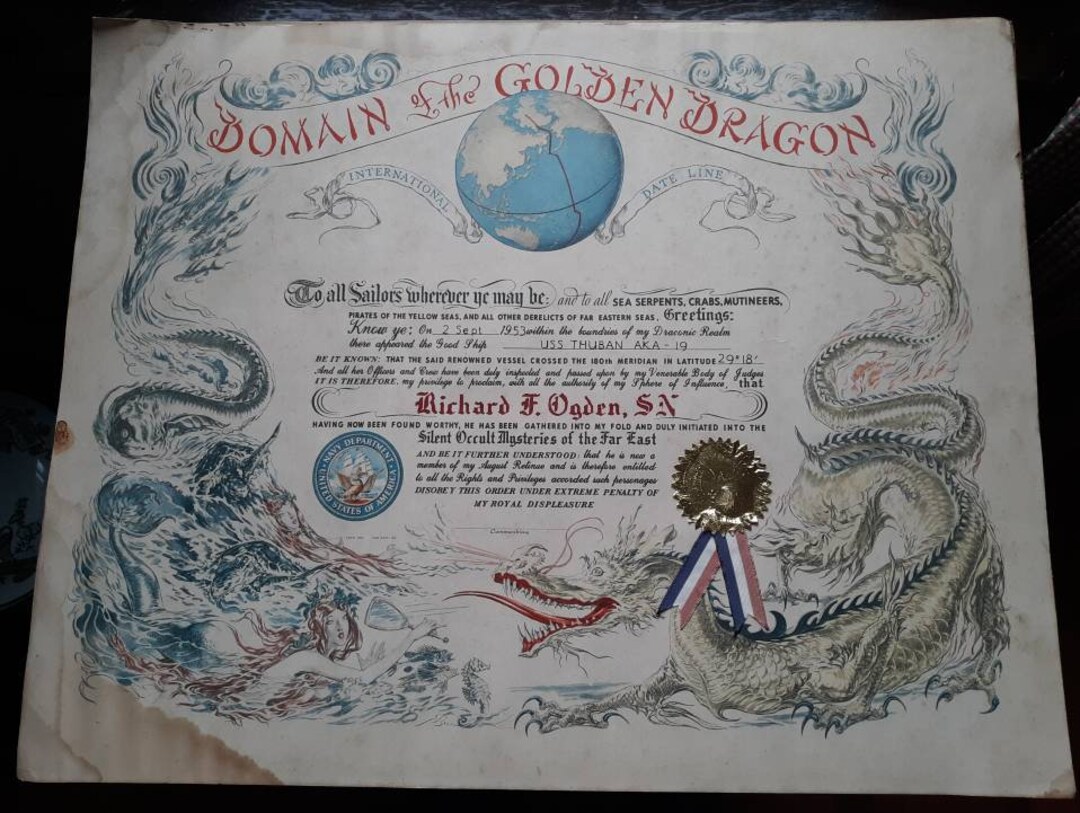 DOMAIN of the GOLDEN DRAGON
INTERNATIONAL DATE LINE
To all Sailors wherever ye may be: and to all SEA SERPENTS, CRABS, MUTINEERS,
PIRATES OF THE YELLOW SEAS, AND ALL OTHER DERELICTS OF FAR EASTERN SEAS, Greetings:
Know ye: On 2 Sept 1953 within the boundries of my Draconic Realm
there appeared the Good Ship USS THUBAN AKA-19
BE IT KNOWN: THAT THE SAID RENOWNED VESSEL CROSSED THE 180th MERIDIAN IN LATITUDE 29°18'
And all her Officers and Crew have been duly inspected and passed upon by my Venerable Body of Judges
IT IS THEREFORE, my privilege to proclaim, with all the authority of my Sphere of Influence, that
Richard F. Ogden, SN
HAVING NOW BEEN FOUND WORTHY, HE HAS BEEN GATHERED INTO MY FOLD AND DULY INITIATED INTO THE
Silent Occult Mysteries of the Far East
NAVY DEPARTMENT
UNITED STATES OF AMERICA
AND BE IT FURTHER UNDERSTOOD: that he is now a
member of my August Retinue and is therefore entitled
to all the Rights and Privileges accorded such personages
DISOBEY THIS ORDER UNDER EXTREME PENALTY OF
MY ROYAL DISPLEASURE
Commanding